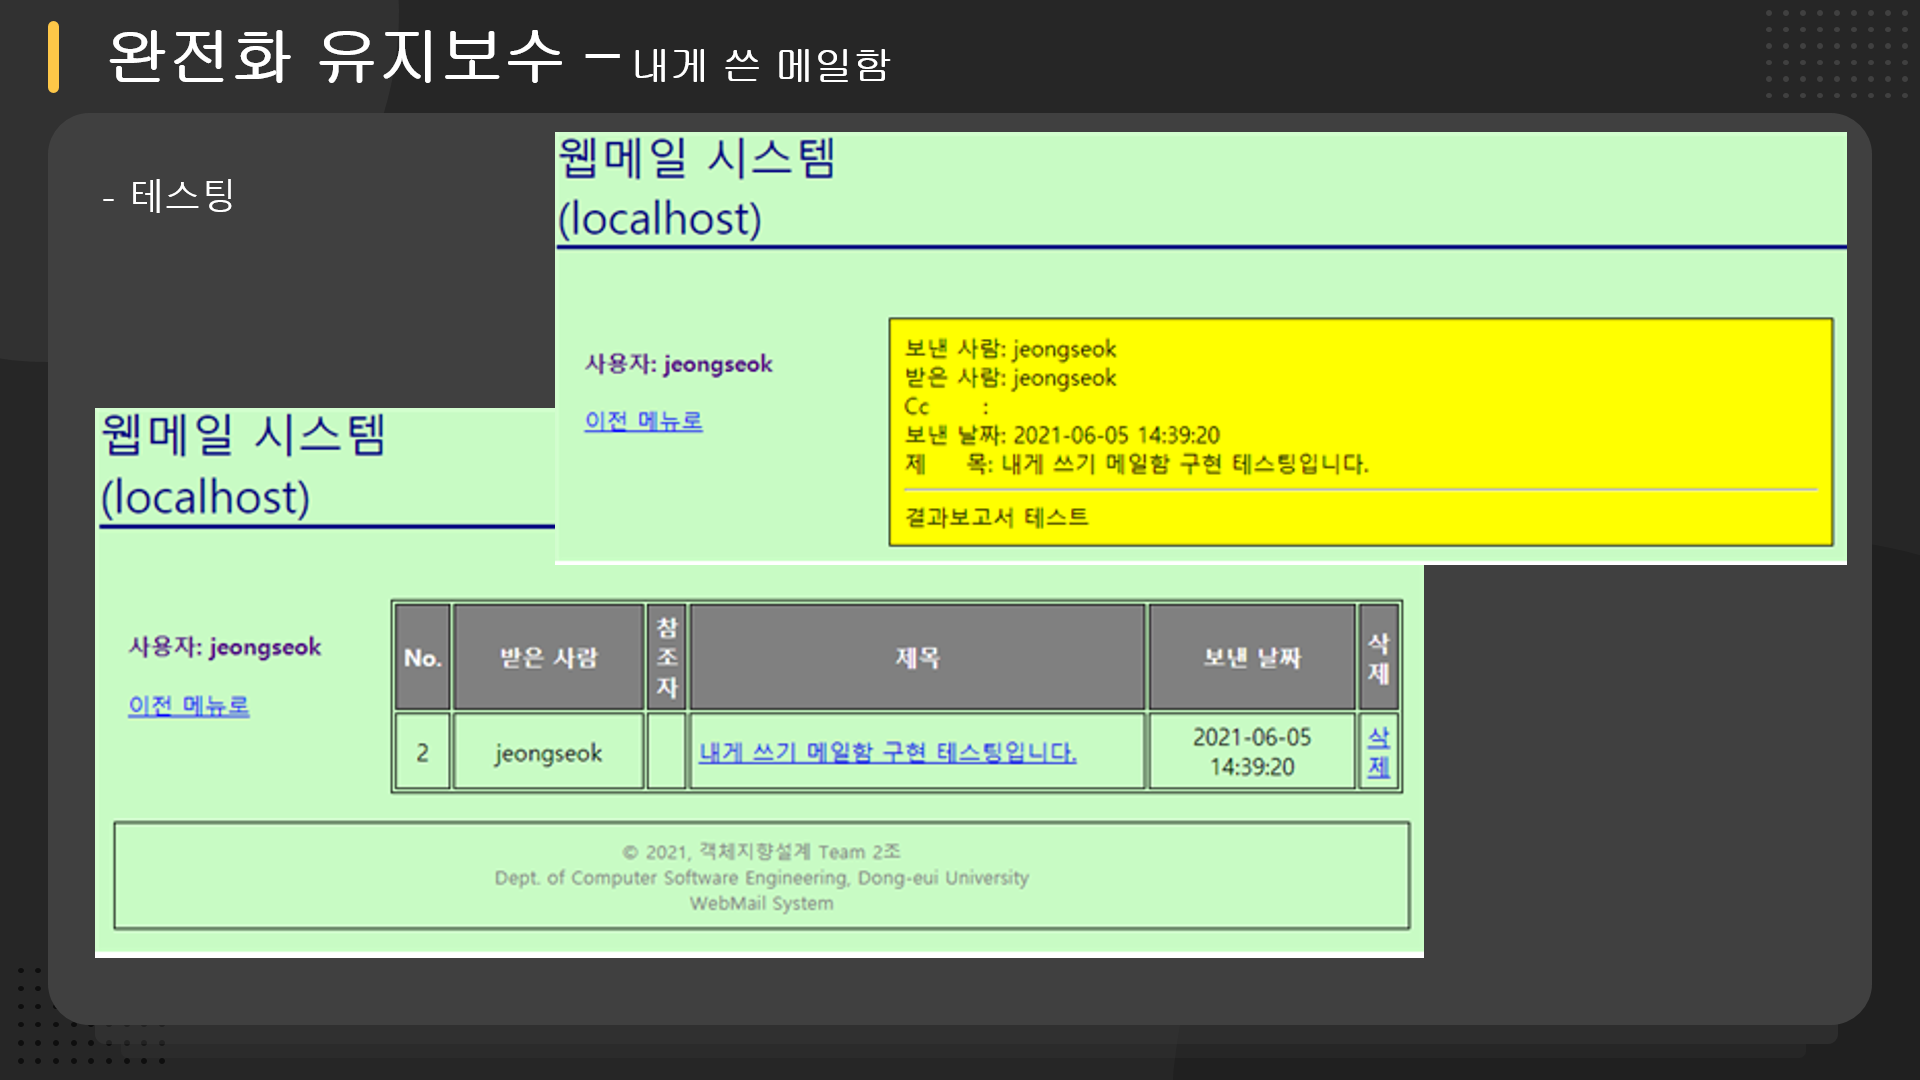 완전화 유지보수 – 내게 쓴 메일함
- 테스팅
웹메일 시스템
(localhost)
사용자: jeongseok
이전 메뉴로
보낸 사람: jeongseok
받은 사람: jeongseok
Cc :
보낸 날짜: 2021-06-05 14:39:20
제 목: 내게 쓰기 메일함 구현 테스팅입니다.
결과보고서 테스트
웹메일 시스템
(localhost)
사용자: jeongseok
이전 메뉴로
No. 받은 사람 참조자 제목 보낸 날짜 삭제
2 jeongseok 내게 쓰기 메일함 구현 테스팅입니다. 2021-06-05 14:39:20 삭제
© 2021, 객체지향설계 Team 2조
Dept. of Computer Software Engineering, Dong-eui University
WebMail System